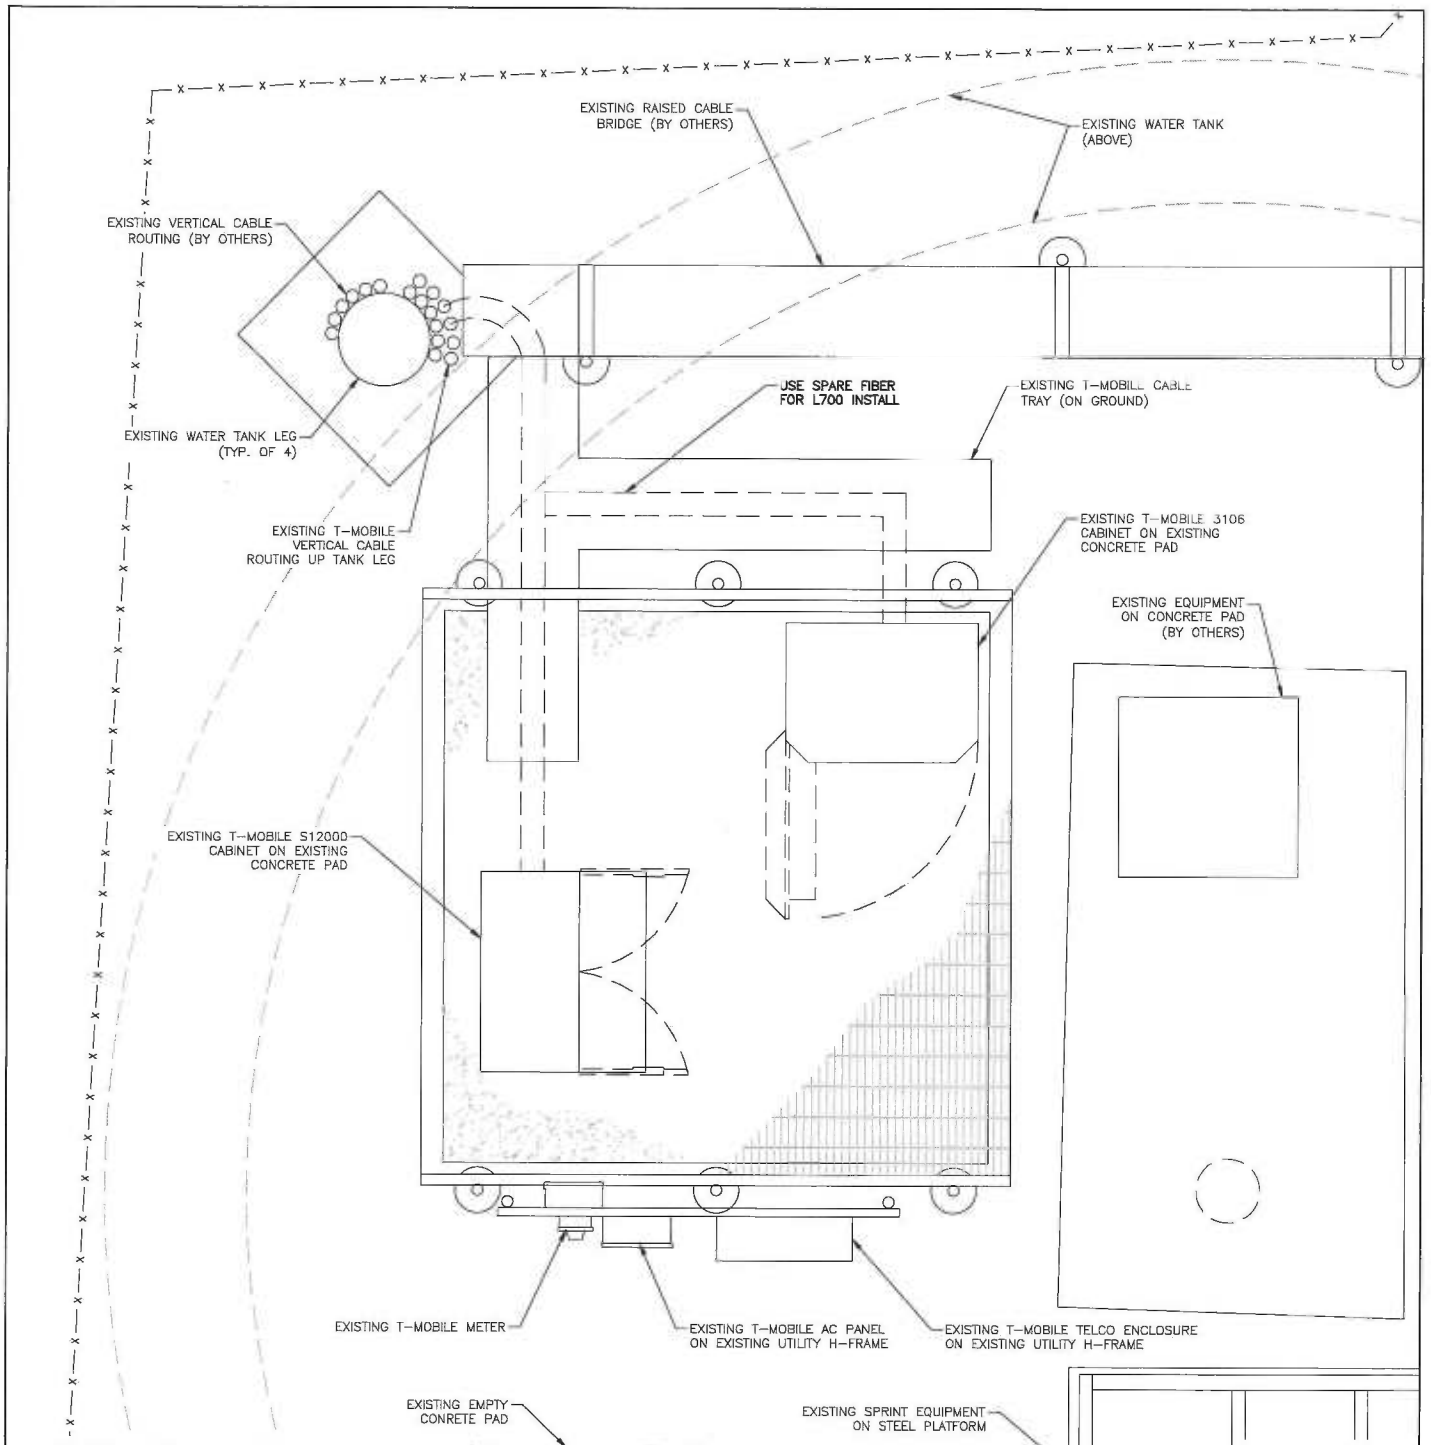 EXISTING RAISED CABLE
BRIDGE (BY OTHERS)
EXISTING WATER TANK
(ABOVE)
EXISTING VERTICAL CABLE
ROUTING (BY OTHERS)
USE SPARE FIBER
FOR L700 INSTALL
EXISTING T-MOBILL CABLE
TRAY (ON GROUND)
EXISTING WATER TANK LEG
(TYP. OF 4)
EXISTING T-MOBILE
VERTICAL CABLE
ROUTING UP TANK LEG
EXISTING T-MOBILE 3106
CABINET ON EXISTING
CONCRETE PAD
EXISTING EQUIPMENT
ON CONCRETE PAD
(BY OTHERS)
EXISTING T-MOBILE S12000
CABINET ON EXISTING
CONCRETE PAD
EXISTING T-MOBILE METER
EXISTING T-MOBILE AC PANEL
ON EXISTING UTILITY H-FRAME
EXISTING T-MOBILE TELCO ENCLOSURE
ON EXISTING UTILITY H-FRAME
EXISTING EMPTY
CONRETE PAD
EXISTING SPRINT EQUIPMENT
ON STEEL PLATFORM